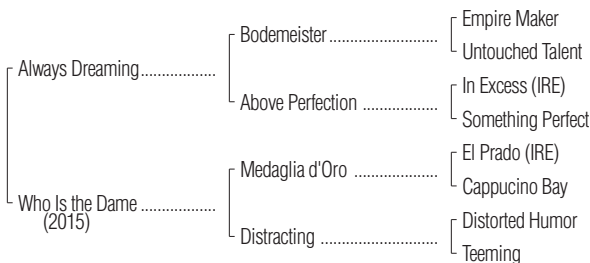 Empire Maker
Bodemeister ......................
Untouched Talent
Always Dreaming................
In Excess (IRE)
Above Perfection ...............
Something Perfect
El Prado (IRE)
Medaglia d'Oro .................
Cappucino Bay
Who Is the Dame ...............
(2015)
Distorted Humor
Distracting ........................
Teeming